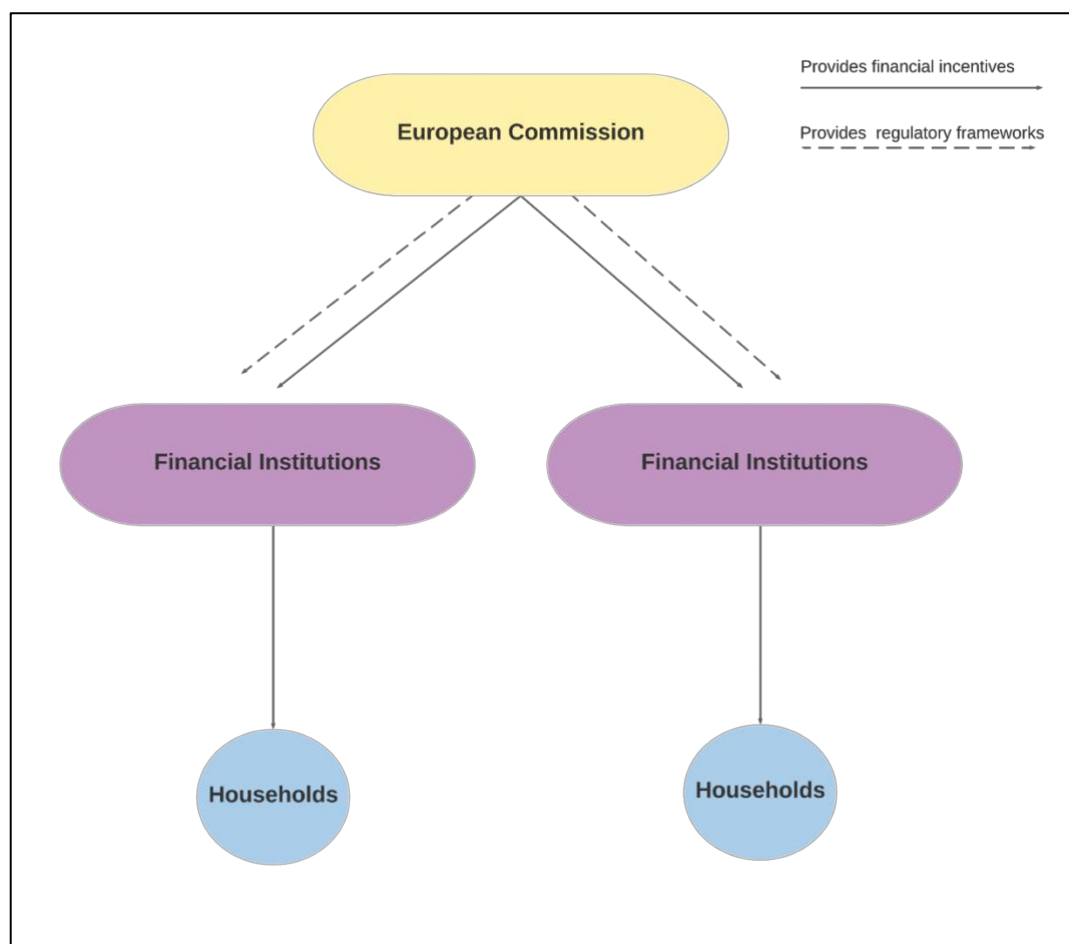 Provides financial incentives
European Commission
Provides regulatory frameworks
Financial Institutions
Financial Institutions
Households
Households